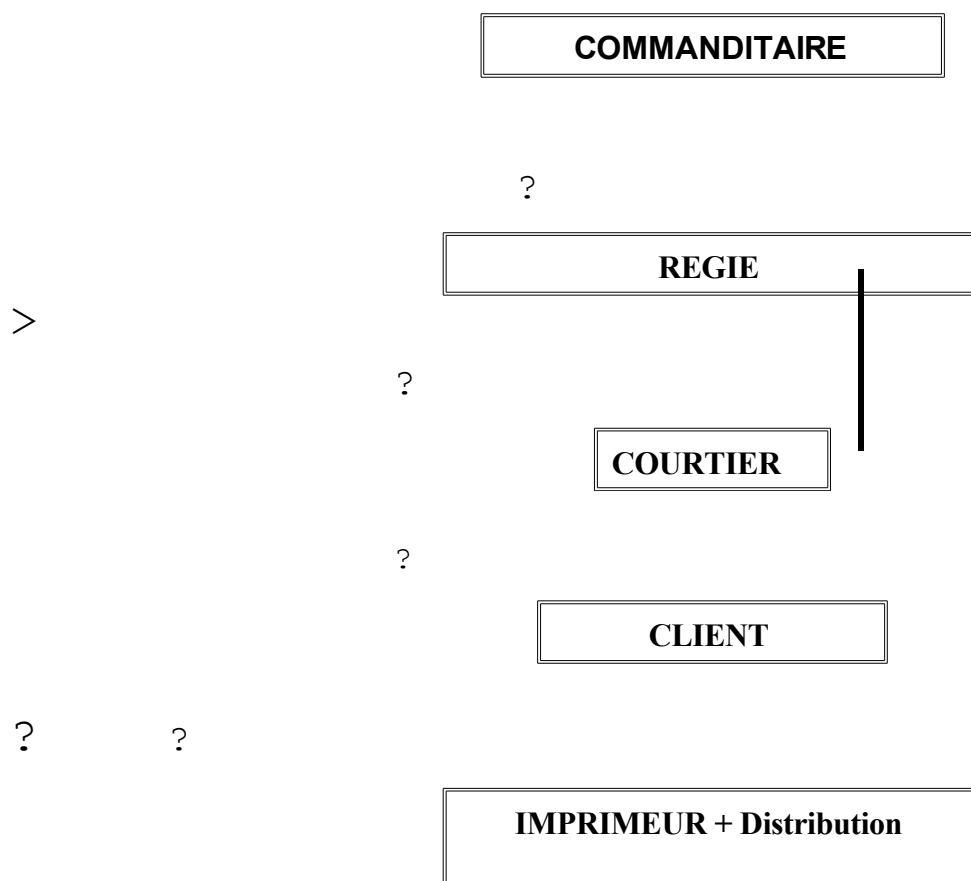 COMMANDITAIRE
?
REGIE
>
?
COURTIER
?
CLIENT
? ?
IMPRIMEUR + Distribution